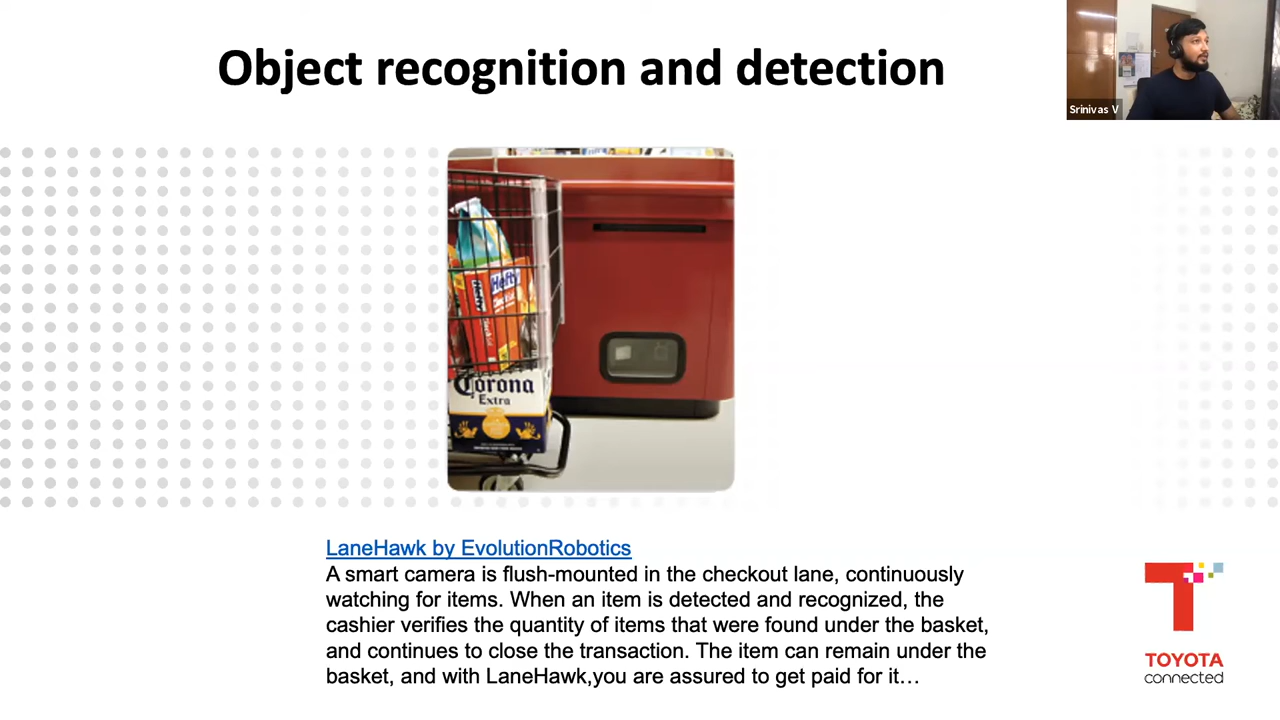 Object recognition and detection
Srinivas V
Hefty
Hefty
Corona
Extra
LaneHawk by EvolutionRobotics
A smart camera is flush-mounted in the checkout lane, continuously
watching for items. When an item is detected and recognized, the
cashier verifies the quantity of items that were found under the basket,
and continues to close the transaction. The item can remain under the
basket, and with LaneHawk,you are assured to get paid for it…
TOYOTA
connected